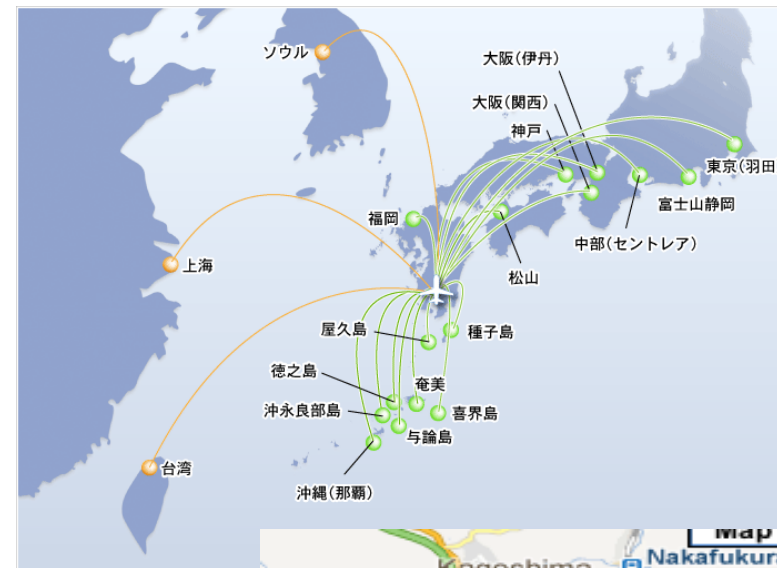 ソウル
大阪(伊丹)
大阪(関西)
神戸
東京(羽田
福岡
富士山静岡
中部(セントレア)
松山
上海
屋久島
種子島
徳之島
奄美
沖永良部島
喜界島
与論島
台湾
沖縄(那覇)
Map
Nakafukur
Kagoshima